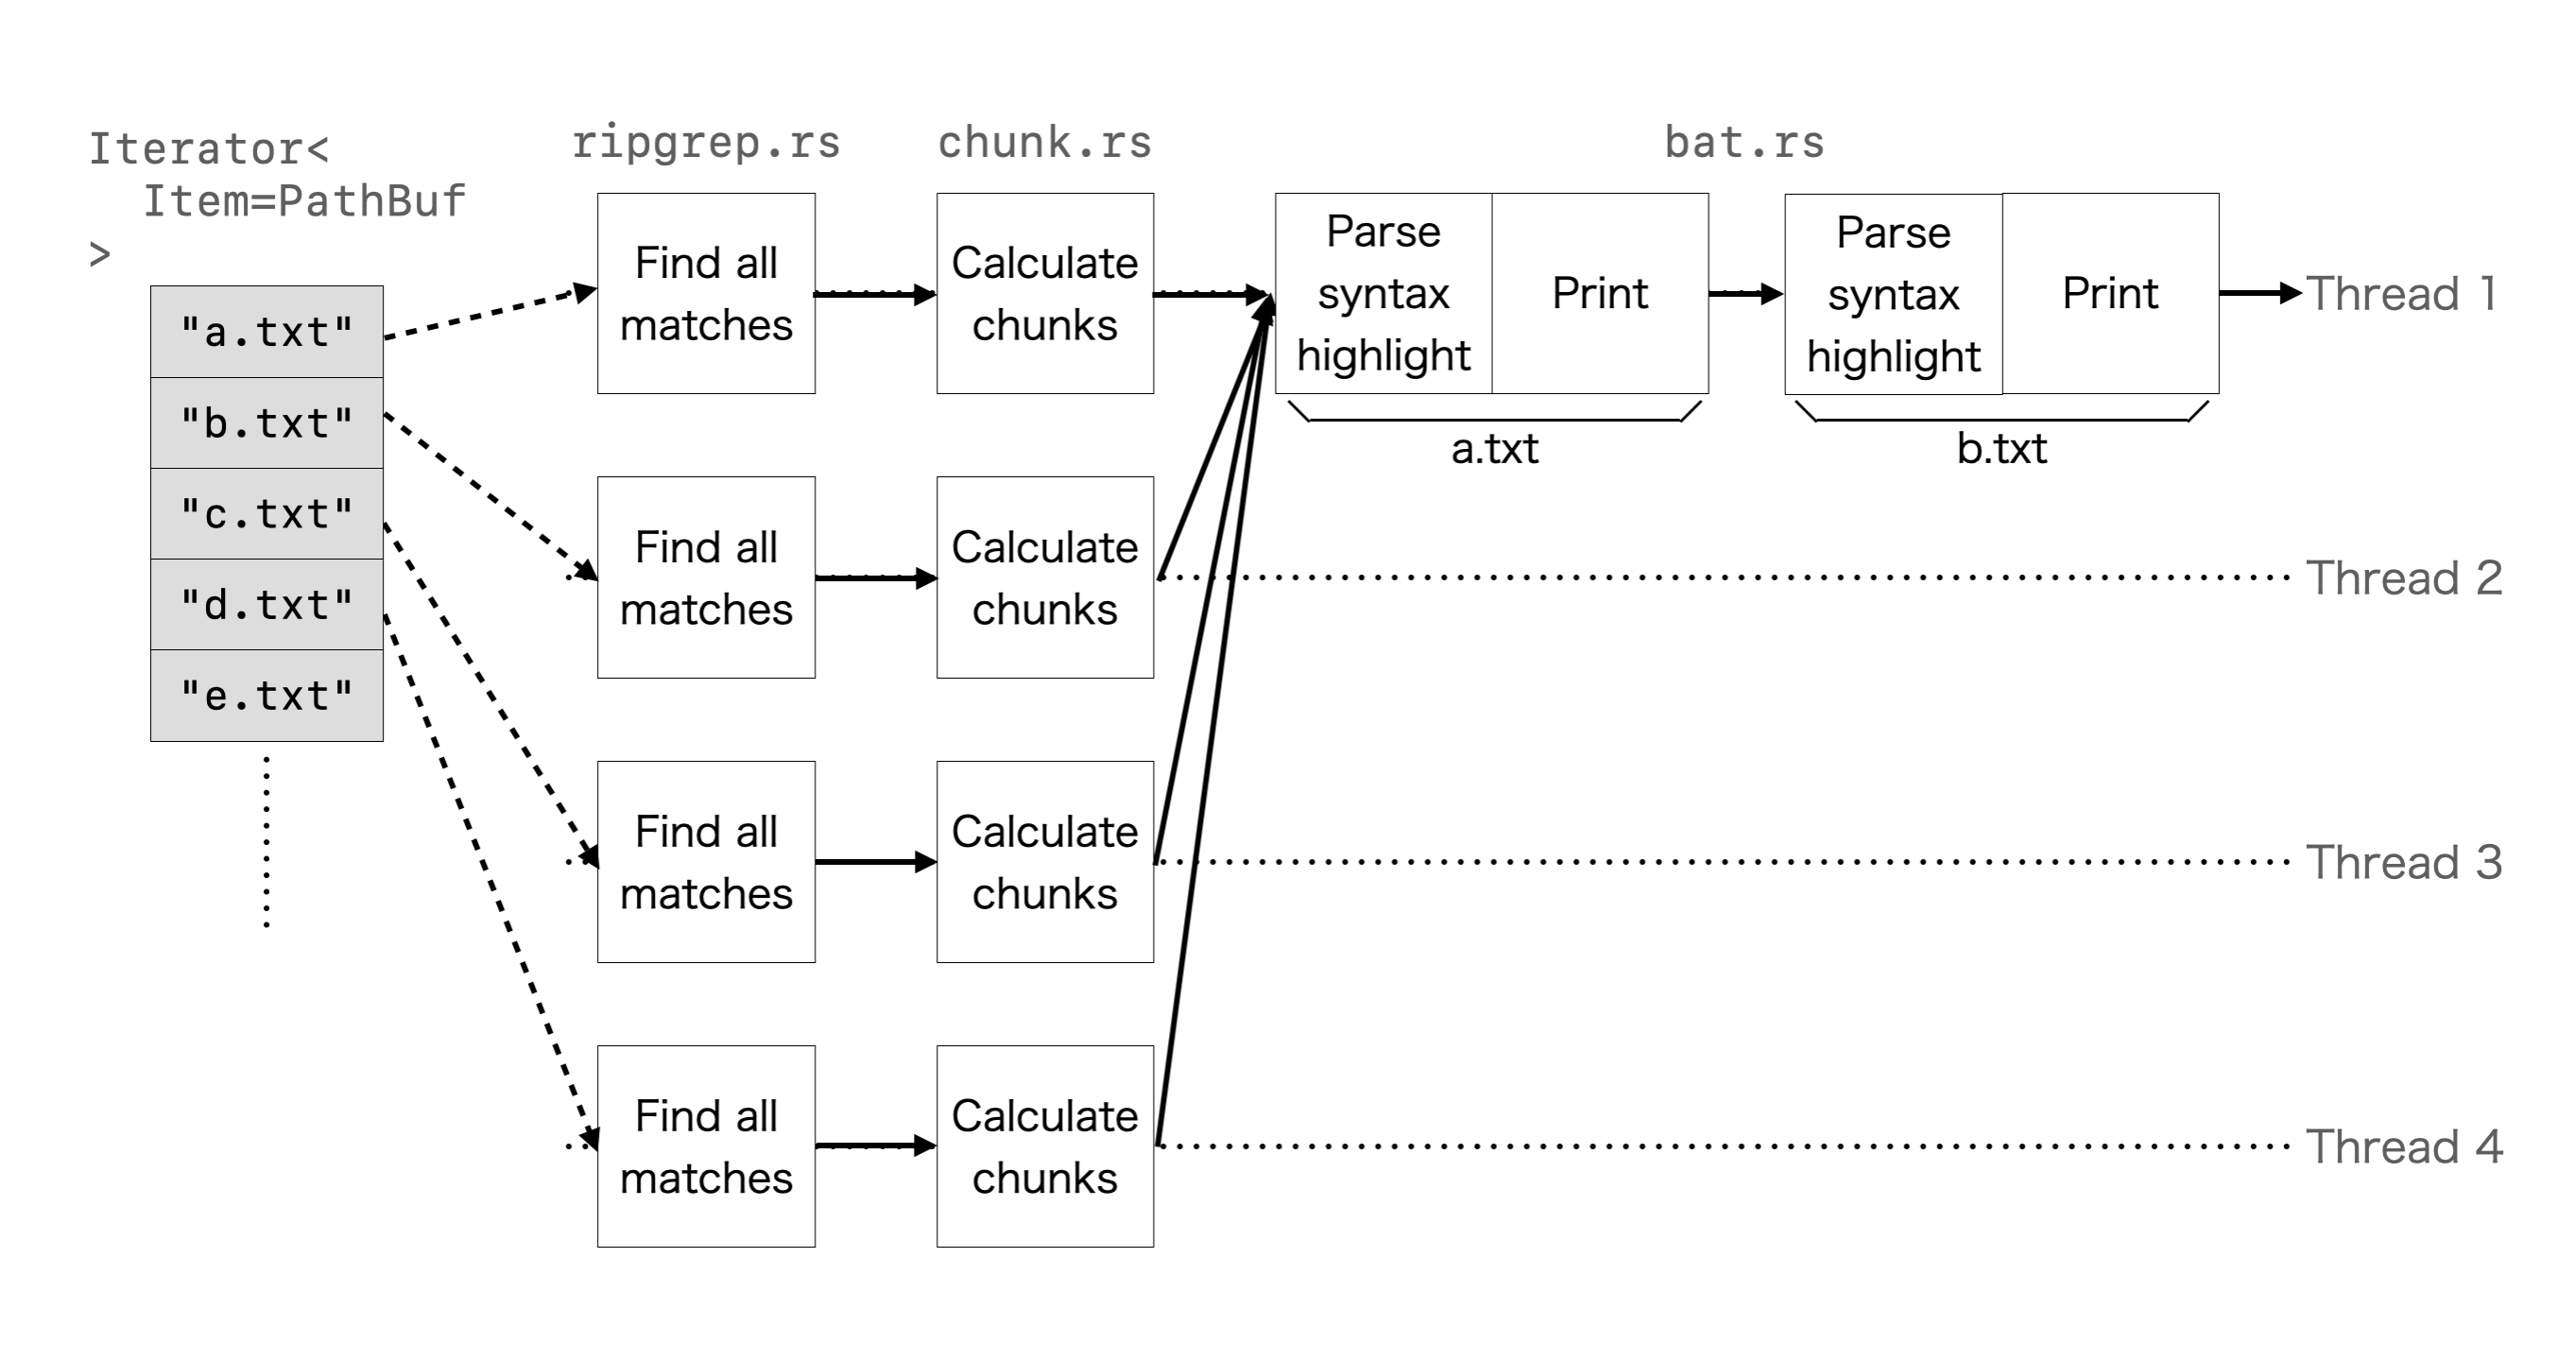 Iterator<
Item=PathBuf
>
"a.txt"
"b.txt"
"c.txt"
"d.txt"
"e.txt"
ripgrep.rs
chunk.rs
bat.rs
Find all
matches
Calculate
chunks
Parse
syntax
highlight
Print
a.txt
Parse
syntax
highlight
Print
b.txt
Thread 1
Find all
matches
Calculate
chunks
Thread 2
Find all
matches
Calculate
chunks
Thread 3
Find all
matches
Calculate
chunks
Thread 4